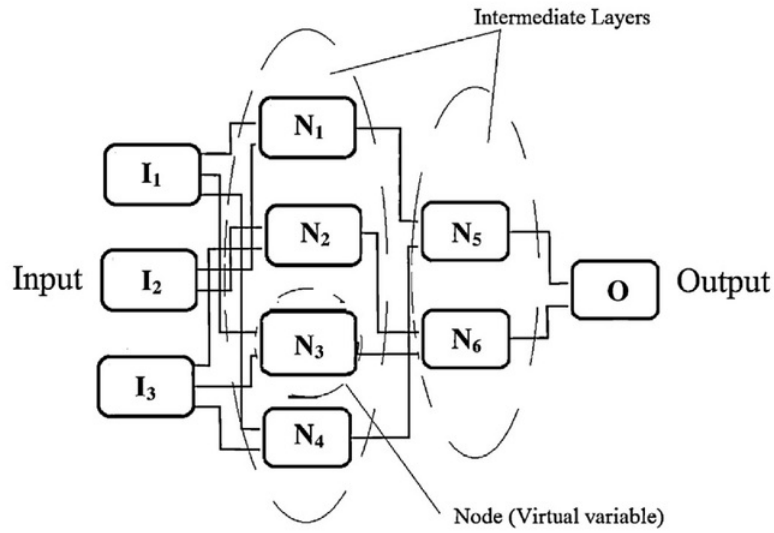 Intermediate Layers
N1
I1
N2
N5
Input
I2
O
Output
N3
N6
I3
N4
Node (Virtual variable)